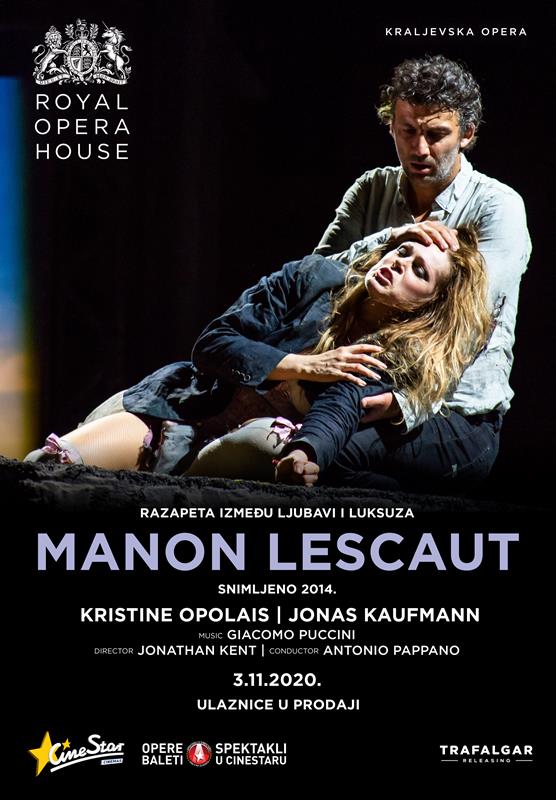 KRALJEVSKA OPERA
ROYAL
OPERA
HOUSE
RAZAPETA IZMEĐU LJUBAVI I LUKSUZA
MANON LESCAUT
SNIMLJENO 2014.
KRISTINE OPOLAIS | JONAS KAUFMANN
MUSIC GIACOMO PUCCINI
DIRECTOR JONATHAN KENT | CONDUCTOR ANTONIO PAPPANO
3.11.2020.
ULAZNICE U PRODAJI
CineStar
CINEMAS
OPERE SPEKTAKLI
BALETI U CINESTARU
TRAFALGAR
RELEASING